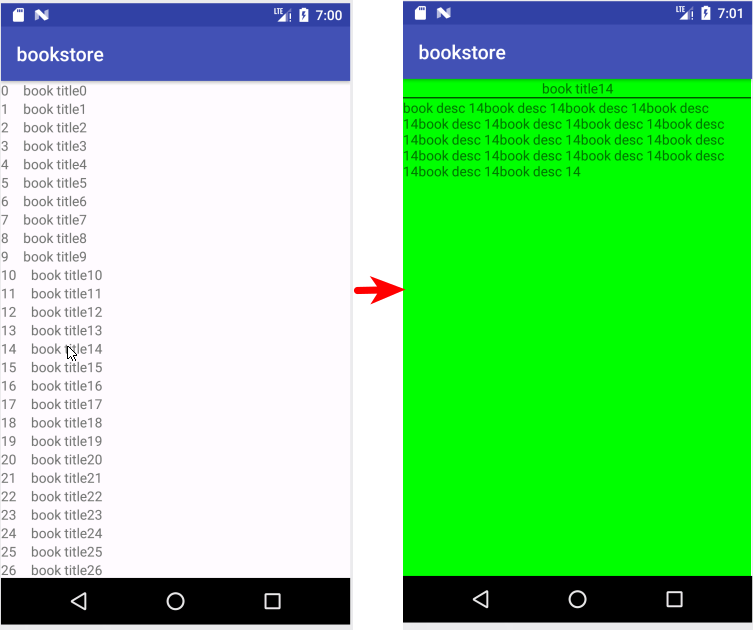 LTE 7:00
bookstore
0 book title0
1 book title1
2 book title2
3 book title3
4 book title4
5 book title5
6 book title6
7 book title7
8 book title8
9 book title9
10 book title10
11 book title11
12 book title12
13 book title13
14 book title14
15 book title15
16 book title16
17 book title17
18 book title18
19 book title19
20 book title20
21 book title21
22 book title22
23 book title23
24 book title24
25 book title25
26 book title26
LTE 7:01
bookstore
book title14
book desc 14book desc 14book desc 14book desc
14book desc 14book desc 14book desc 14book desc
14book desc 14book desc 14book desc 14book desc
14book desc 14book desc 14book desc 14book desc
14book desc 14book desc 14